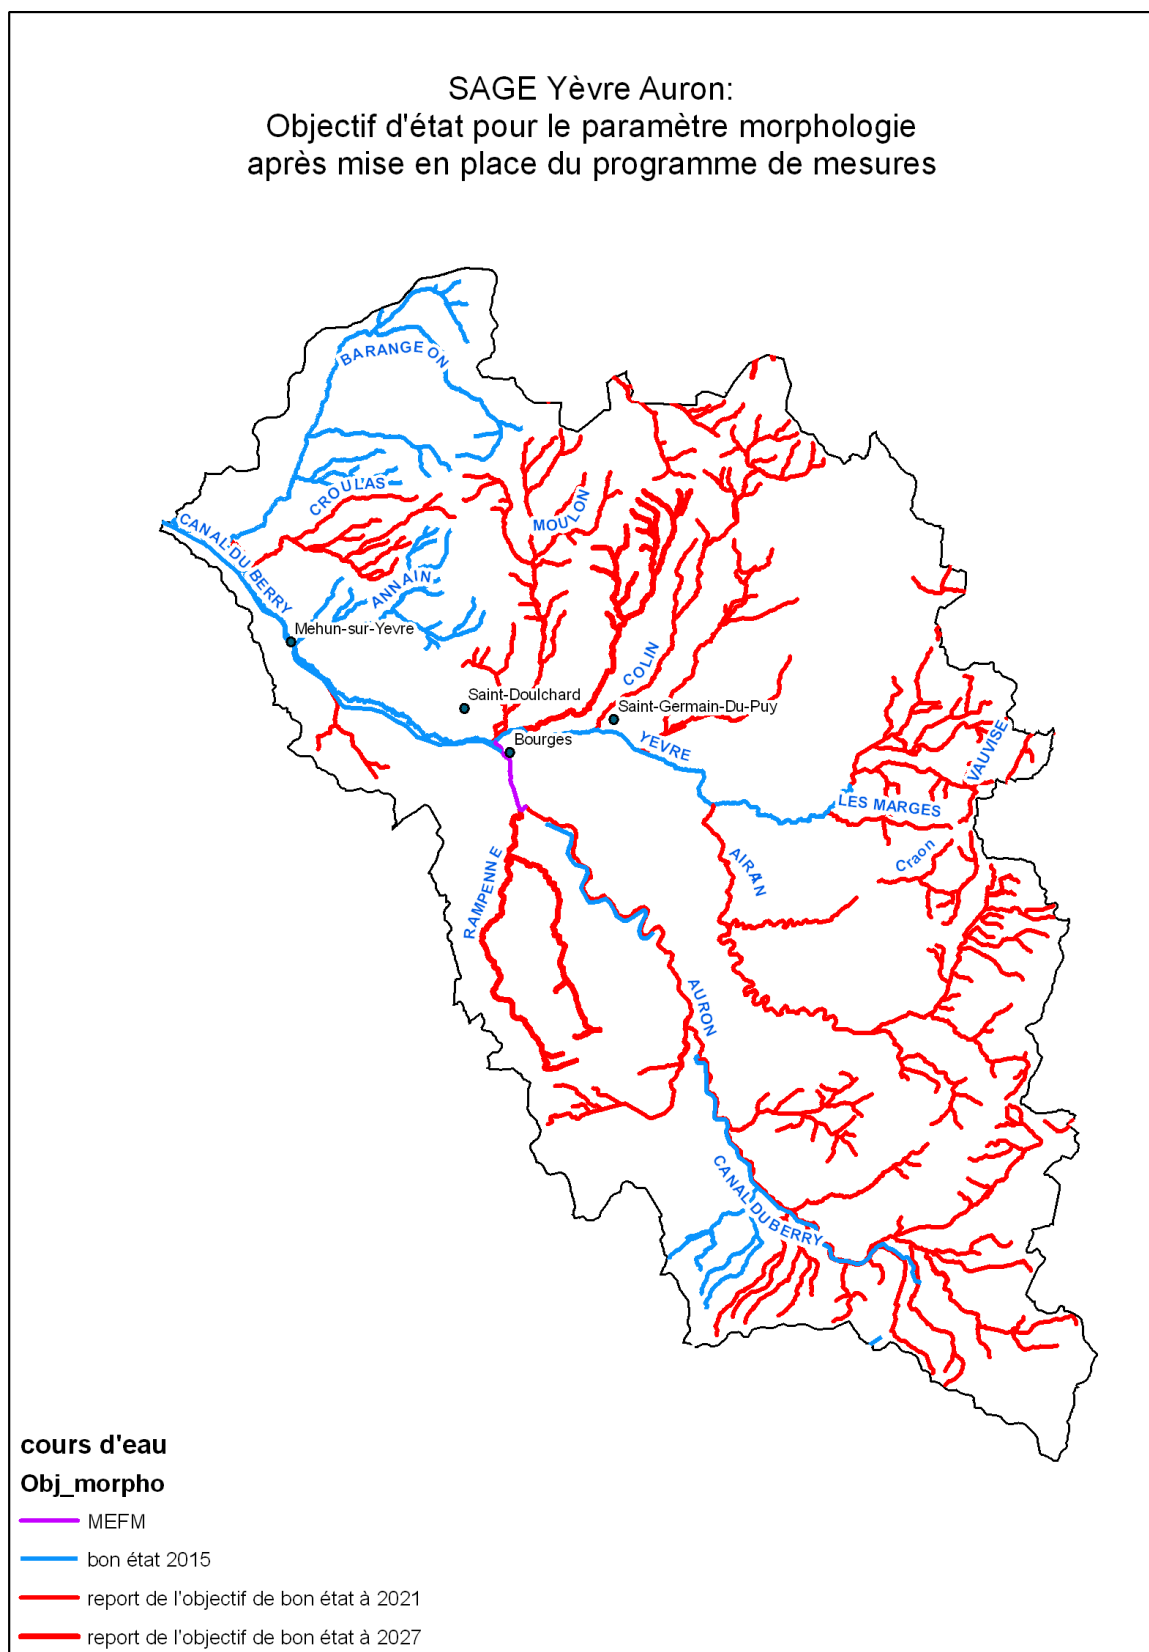 SAGE Yèvre Auron:
Objectif d'état pour le paramètre morphologie
après mise en place du programme de mesures
BARANGEON
CROULAS
MOULON
CANAL DU BERRY
ANNAIN
Mehun-sur-Yevre
COLIN
Saint-Doulchard
Saint-Germain-Du-Puy
Bourges
YEVRE
VAUVISE
LES MARGES
Craon
AIRAN
RAMPENNE
AURON
CANAL DU BERRY
cours d'eau
Obj_morpho
MEFM
bon état 2015
report de l'objectif de bon état à 2021
report de l'objectif de bon état à 2027